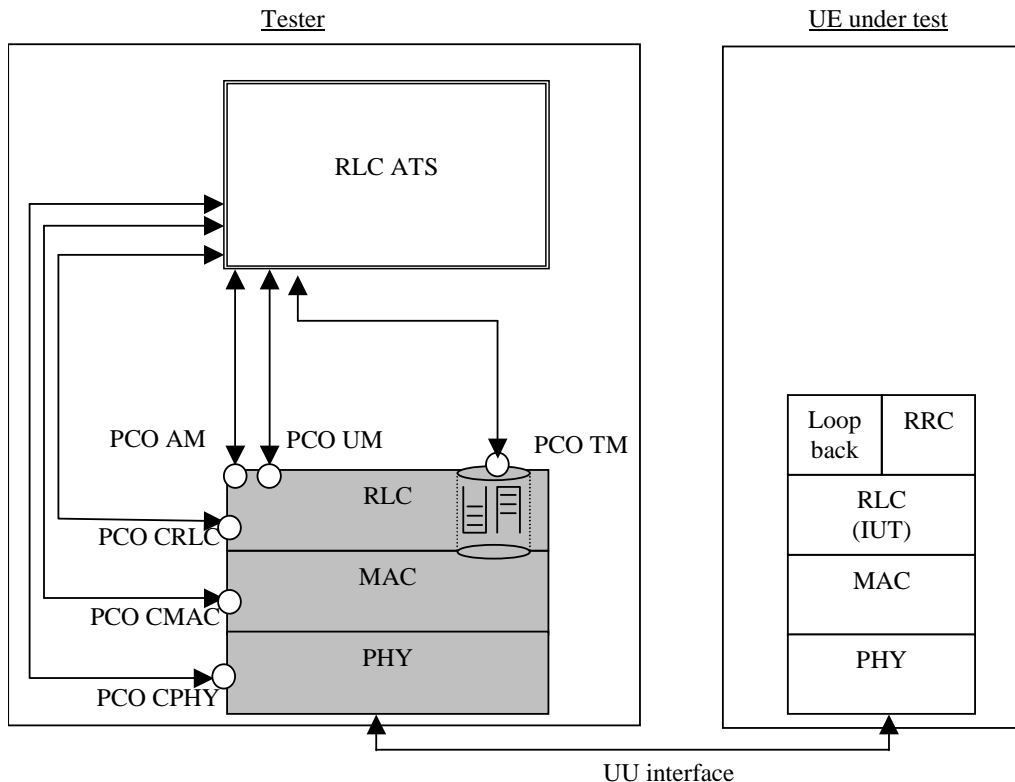 Tester
UE under test
RLC ATS
PCO AM
PCO UM
PCO TM
Loop
back
RRC
RLC
RLC
(IUT)
PCO CRLC
MAC
MAC
PCO CMAC
PHY
PHY
PCO CPHY
UU interface